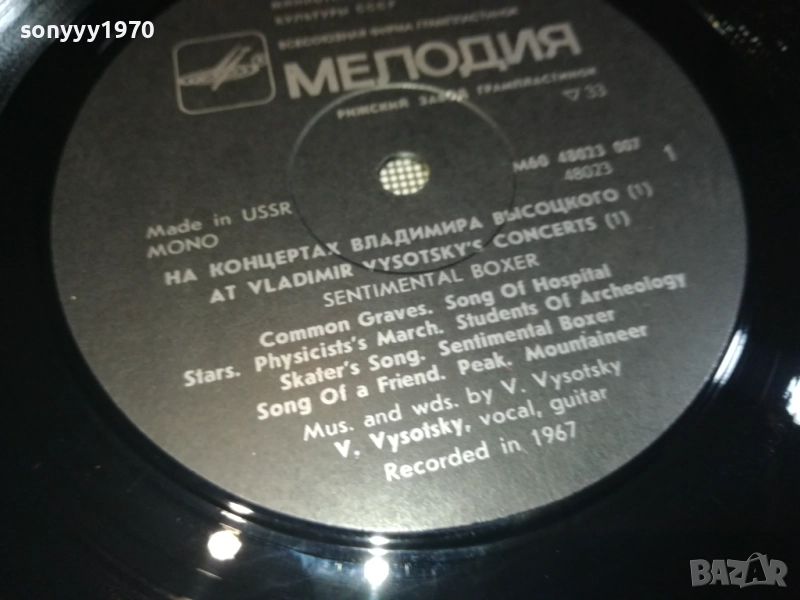 sonyyy1970
КУЛЬТУРЫ СССР
ВСЕСОЮЗНАЯ ФИРМА ГРАМПЛАСТИНОК
МЕЛОДИЯ
РИЖСКИЙ ЗАВОД ГРАМПЛАСТИНОК
▽33
М60 48023 007
48023
1
Made in USSR
MONO
НА КОНЦЕРТАХ ВЛАДИМИРА ВЫСОЦКОГО (1)
AT VLADIMIR VYSOTSKY'S CONCERTS (1)
SENTIMENTAL BOXER
Common Graves. Song Of Hospital
Stars. Physicists's March. Students Of Archeology
Skater's Song. Sentimental Boxer
Song Of a Friend. Peak. Mountaineer
Mus. and wds. by V. Vysotsky
V. Vysotsky, vocal, guitar
Recorded in 1967
BAZAR